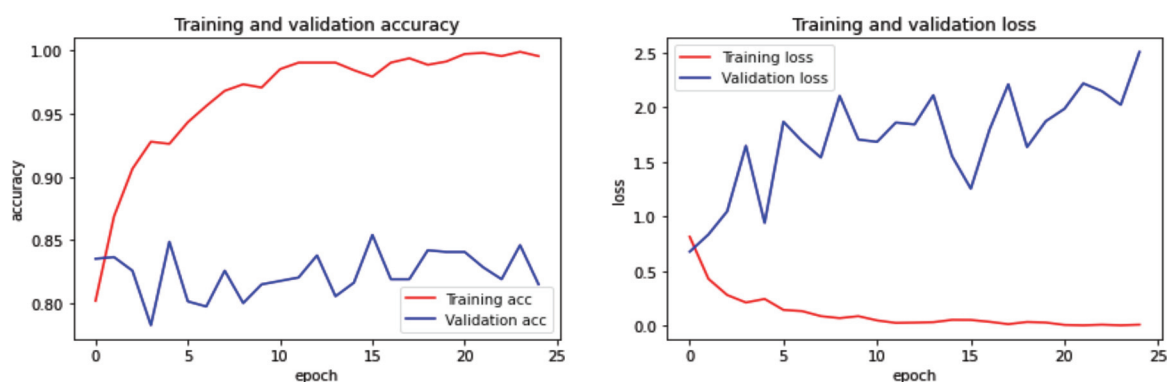 Training and validation accuracy
1.00
0.95
0.90
0.85
0.80
accuracy
Training acc
Validation acc
0 5 10 15 20 25
epoch
Training and validation loss
2.5
2.0
1.5
1.0
0.5
0.0
loss
Training loss
Validation loss
0 5 10 15 20 25
epoch